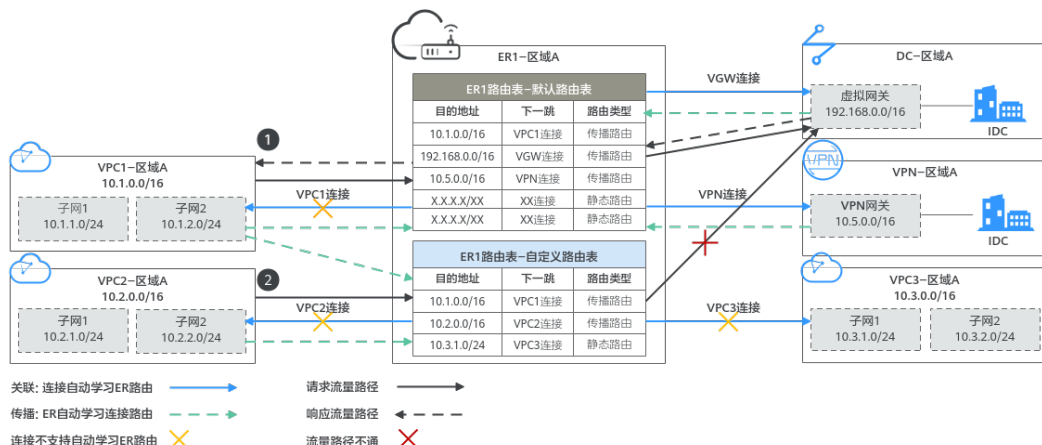 ER1–区域A
ER1路由表–默认路由表
目的地址 下一跳 路由类型
10.1.0.0/16 VPC1连接 传播路由
192.168.0.0/16 VGW连接 传播路由
10.5.0.0/16 VPN连接 传播路由
X.X.X.X/XX XX连接 静态路由
X.X.X.X/XX XX连接 静态路由
ER1路由表–自定义路由表
目的地址 下一跳 路由类型
10.1.0.0/16 VPC1连接 传播路由
10.2.0.0/16 VPC2连接 传播路由
10.3.1.0/24 VPC3连接 静态路由
1
VPC1–区域A
10.1.0.0/16
子网1
10.1.1.0/24
子网2
10.1.2.0/24
VPC1连接
2
VPC2–区域A
10.2.0.0/16
子网1
10.2.1.0/24
子网2
10.2.2.0/24
VPC2连接
VGW连接
DC–区域A
虚拟网关
192.168.0.0/16
IDC
VPN连接
VPN
VPN–区域A
VPN网关
10.5.0.0/16
IDC
VPC3连接
VPC3–区域A
10.3.0.0/16
子网1
10.3.1.0/24
子网2
10.3.2.0/24
关联: 连接自动学习ER路由
传播: ER自动学习连接路由
连接不支持自动学习ER路由
请求流量路径
响应流量路径
流量路径不通